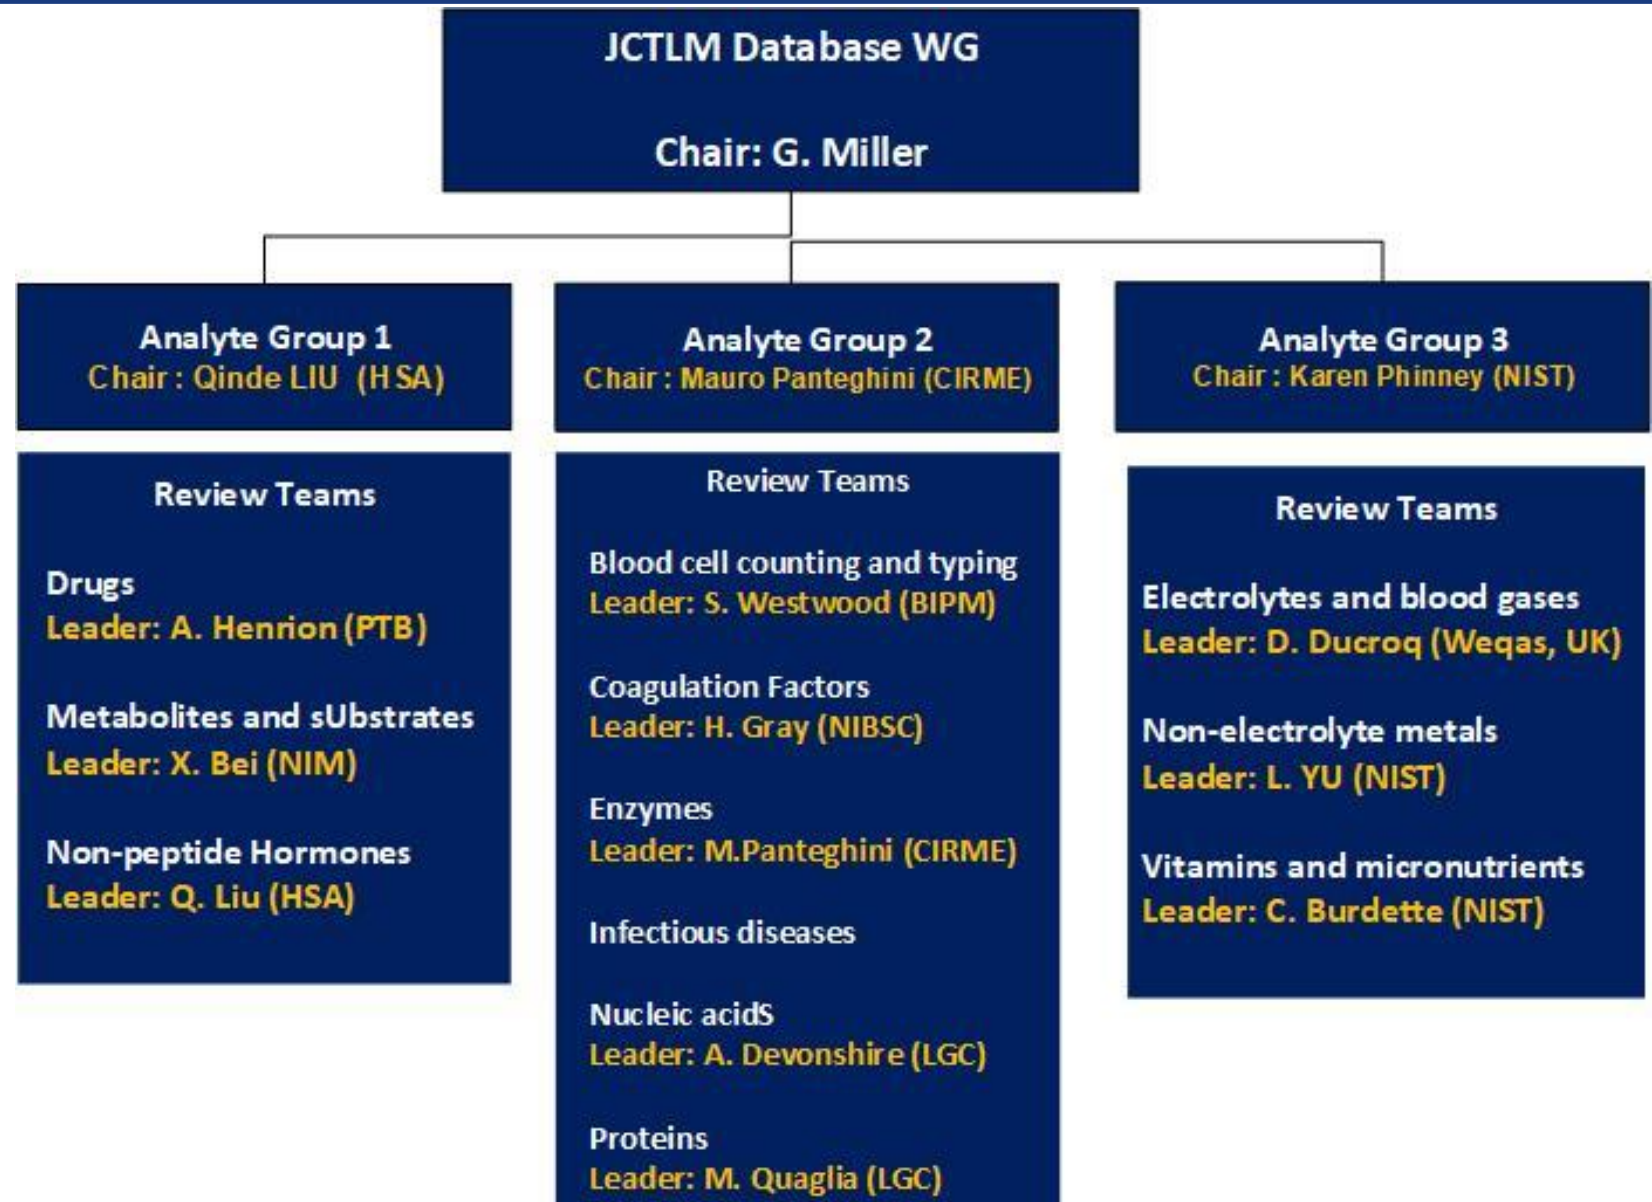 JCTLM Database WG
Chair: G. Miller
Analyte Group 1
Chair : Qinde LIU (HSA)
Review Teams
Drugs
Leader: A. Henrion (PTB)
Metabolites and sUbstrates
Leader: X. Bei (NIM)
Non-peptide Hormones
Leader: Q. Liu (HSA)
Analyte Group 2
Chair : Mauro Panteghini (CIRME)
Review Teams
Blood cell counting and typing
Leader: S. Westwood (BIPM)
Coagulation Factors
Leader: H. Gray (NIBSC)
Enzymes
Leader: M.Panteghini (CIRME)
Infectious diseases
Nucleic acidS
Leader: A. Devonshire (LGC)
Proteins
Leader: M. Quaglia (LGC)
Analyte Group 3
Chair : Karen Phinney (NIST)
Review Teams
Electrolytes and blood gases
Leader: D. Ducroq (Weqas, UK)
Non-electrolyte metals
Leader: L. YU (NIST)
Vitamins and micronutrients
Leader: C. Burdette (NIST)